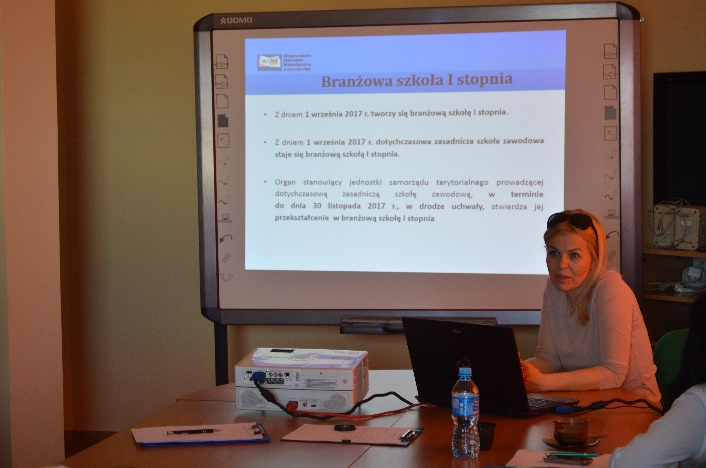 QOMO
WOM
Branżowa szkoła I stopnia
• Z dniem 1 września 2017 r. tworzy się branżową szkołę I stopnia.
• Z dniem 1 września 2017 r. dotychczasowa zasadnicza szkoła zawodowa
staje się branżową szkołą I stopnia.
• Organ stanowiący jednostki samorządu terytorialnego prowadzącej
dotychczasową zasadniczą szkołę zawodową, w terminie
do dnia 30 listopada 2017 r., w drodze uchwały, stwierdza jej
przekształcenie w branżową szkołę I stopnia